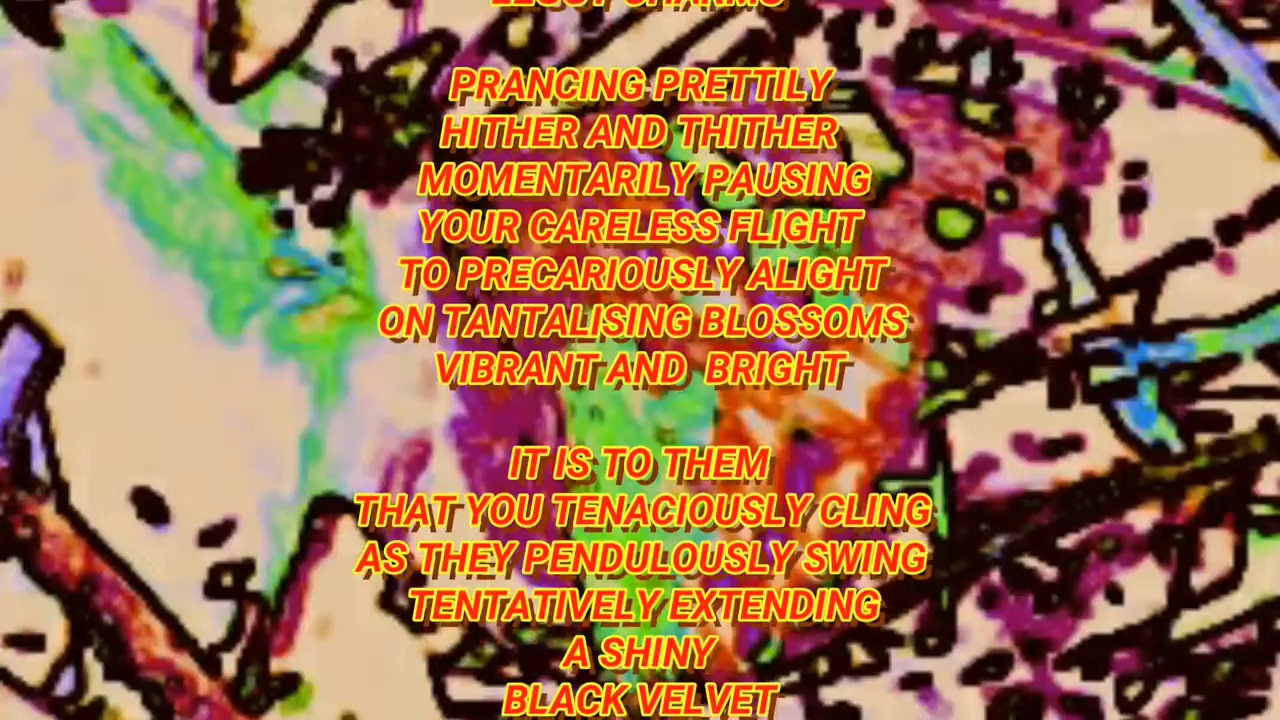 PRANCING PRETTILY
HITHER AND THITHER
MOMENTARILY PAUSING
YOUR CARELESS FLIGHT
TO PRECARIOUSLY ALIGHT
ON TANTALISING BLOSSOMS
VIBRANT AND BRIGHT
IT IS TO THEM
THAT YOU TENACIOUSLY CLING
AS THEY PENDULOUSLY SWING
TENTATIVELY EXTENDING
A SHINY
BLACK VELVET